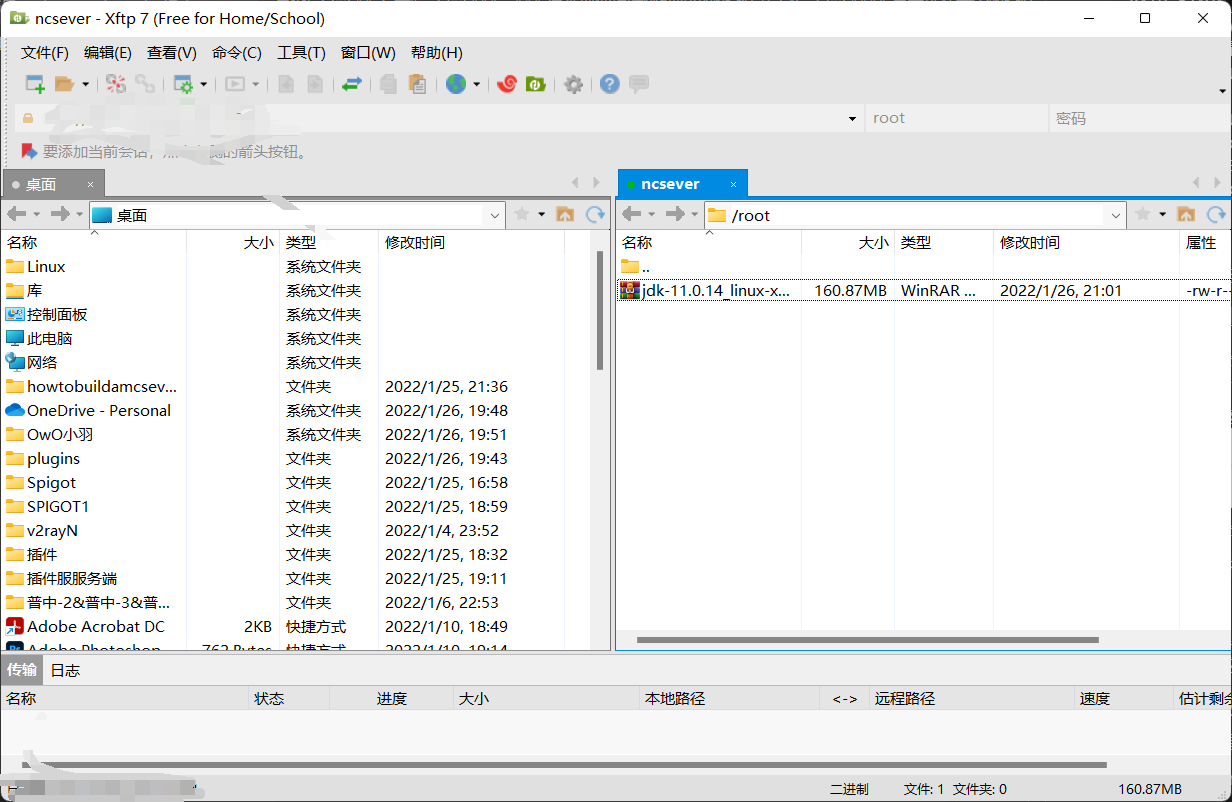 ncsever - Xftp 7 (Free for Home/School)
文件(F) 编辑(E) 查看(V) 命令(C) 工具(T) 窗口(W) 帮助(H)
root 密码
要添加当前会话，点击左侧的箭头按钮。
桌面 × ncsever ×
桌面 /root
名称 大小 类型 修改时间
Linux 系统文件夹
库 系统文件夹
控制面板 系统文件夹
此电脑 系统文件夹
网络 系统文件夹
howtobuildamcsev... 文件夹 2022/1/25, 21:36
OneDrive - Personal 系统文件夹 2022/1/26, 19:48
OwO小羽 系统文件夹 2022/1/26, 19:51
plugins 文件夹 2022/1/26, 19:43
Spigot 文件夹 2022/1/25, 16:58
SPIGOT1 文件夹 2022/1/25, 18:59
v2rayN 文件夹 2022/1/4, 23:52
插件 文件夹 2022/1/25, 18:32
插件服服务端 文件夹 2022/1/25, 19:11
普中-2&普中-3&普... 文件夹 2022/1/6, 22:53
Adobe Acrobat DC 2KB 快捷方式 2022/1/10, 18:49
Adobe Photoshop 762 Bytes 快捷方式 2022/1/10, 19:14
名称 大小 类型 修改时间 属性
..
jdk-11.0.14_linux-x... 160.87MB WinRAR ... 2022/1/26, 21:01 -rw-r--
传输 日志
名称 状态 进度 大小 本地路径 <-> 远程路径 速度 估计剩余
二进制 文件: 1 文件夹: 0 160.87MB